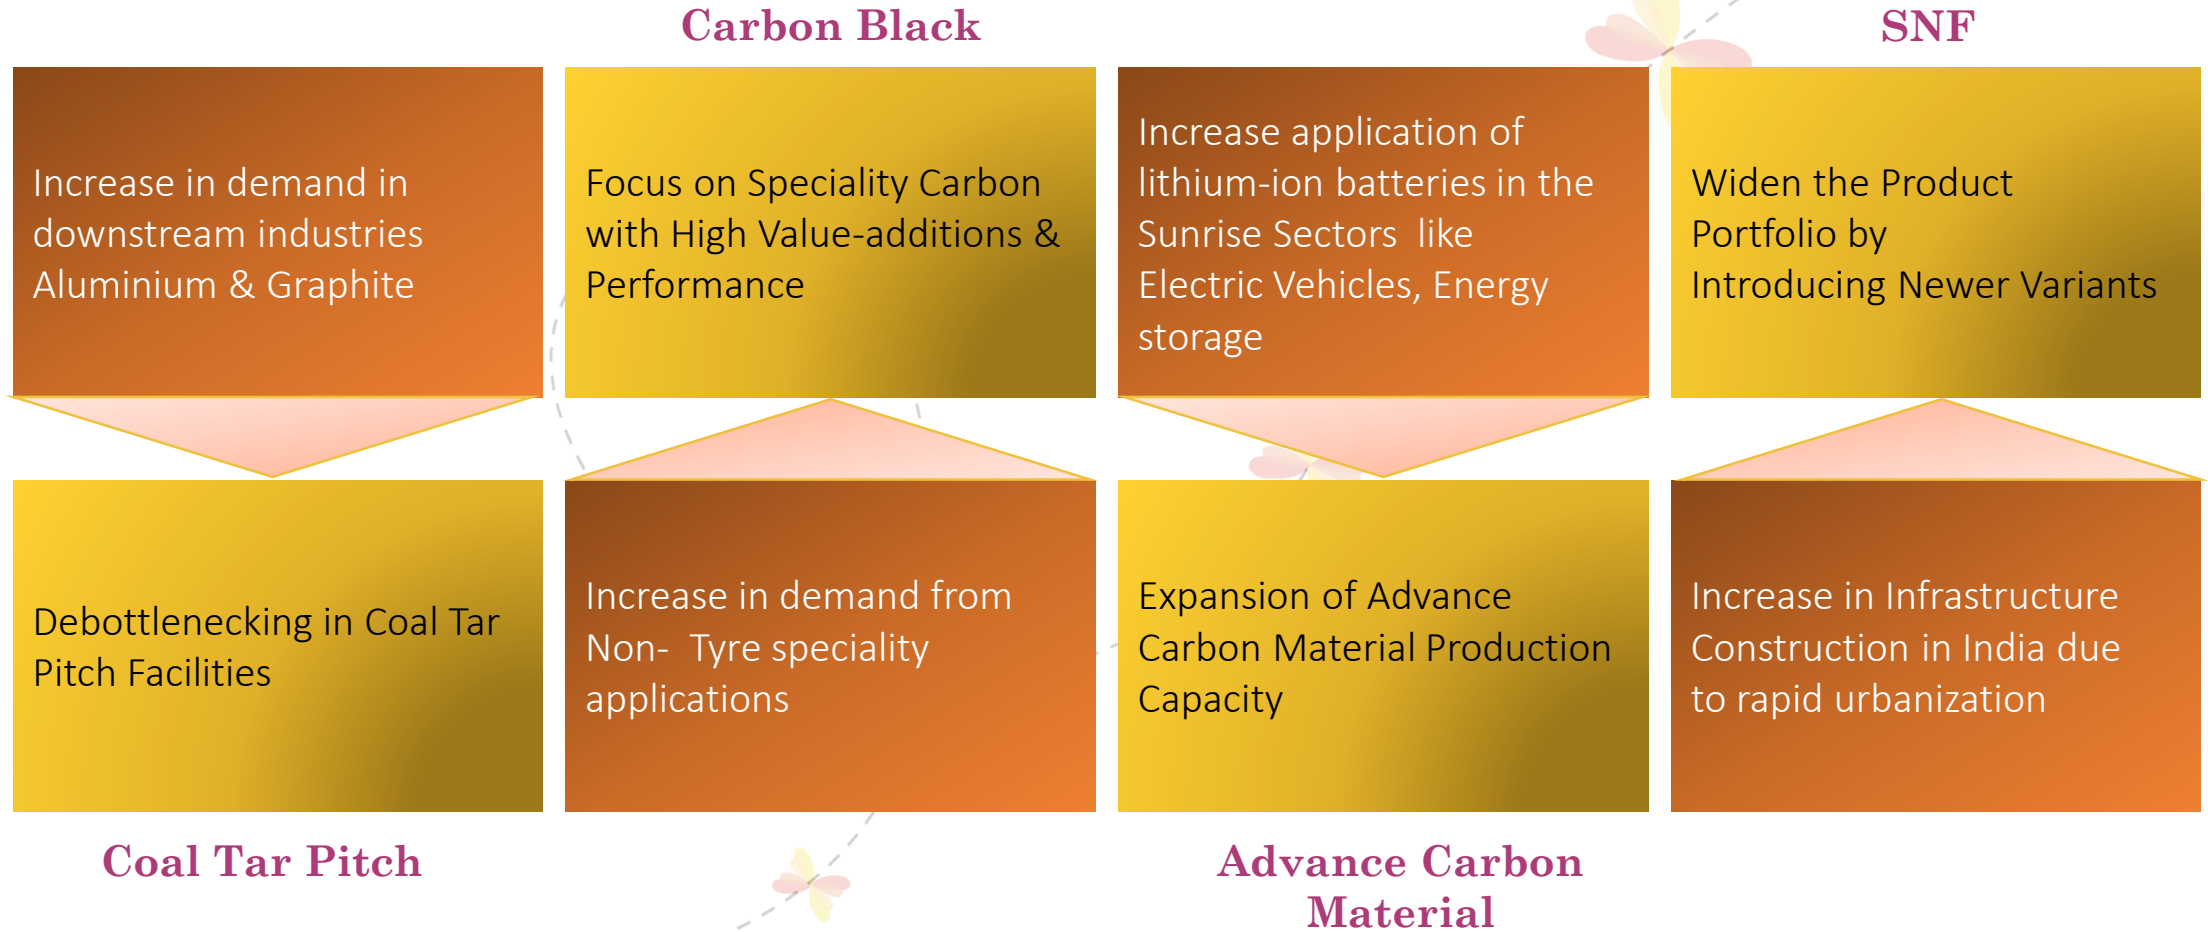 Carbon Black
SNF
Increase in demand in
downstream industries
Aluminium & Graphite
Focus on Speciality Carbon
with High Value-additions &
Performance
Increase application of
lithium-ion batteries in the
Sunrise Sectors like
Electric Vehicles, Energy
storage
Widen the Product
Portfolio by
Introducing Newer Variants
Debottlenecking in Coal Tar
Pitch Facilities
Increase in demand from
Non- Tyre speciality
applications
Expansion of Advance
Carbon Material Production
Capacity
Increase in Infrastructure
Construction in India due
to rapid urbanization
Coal Tar Pitch
Advance Carbon
Material